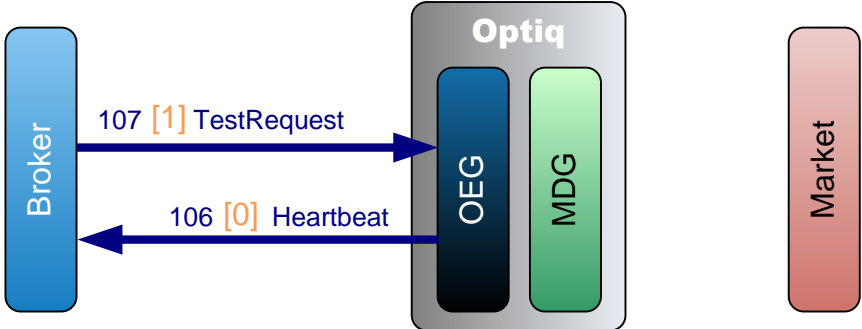 Optiq
107 [1] TestRequest
106 [0] Heartbeat
Broker
OEG
MDG
Market